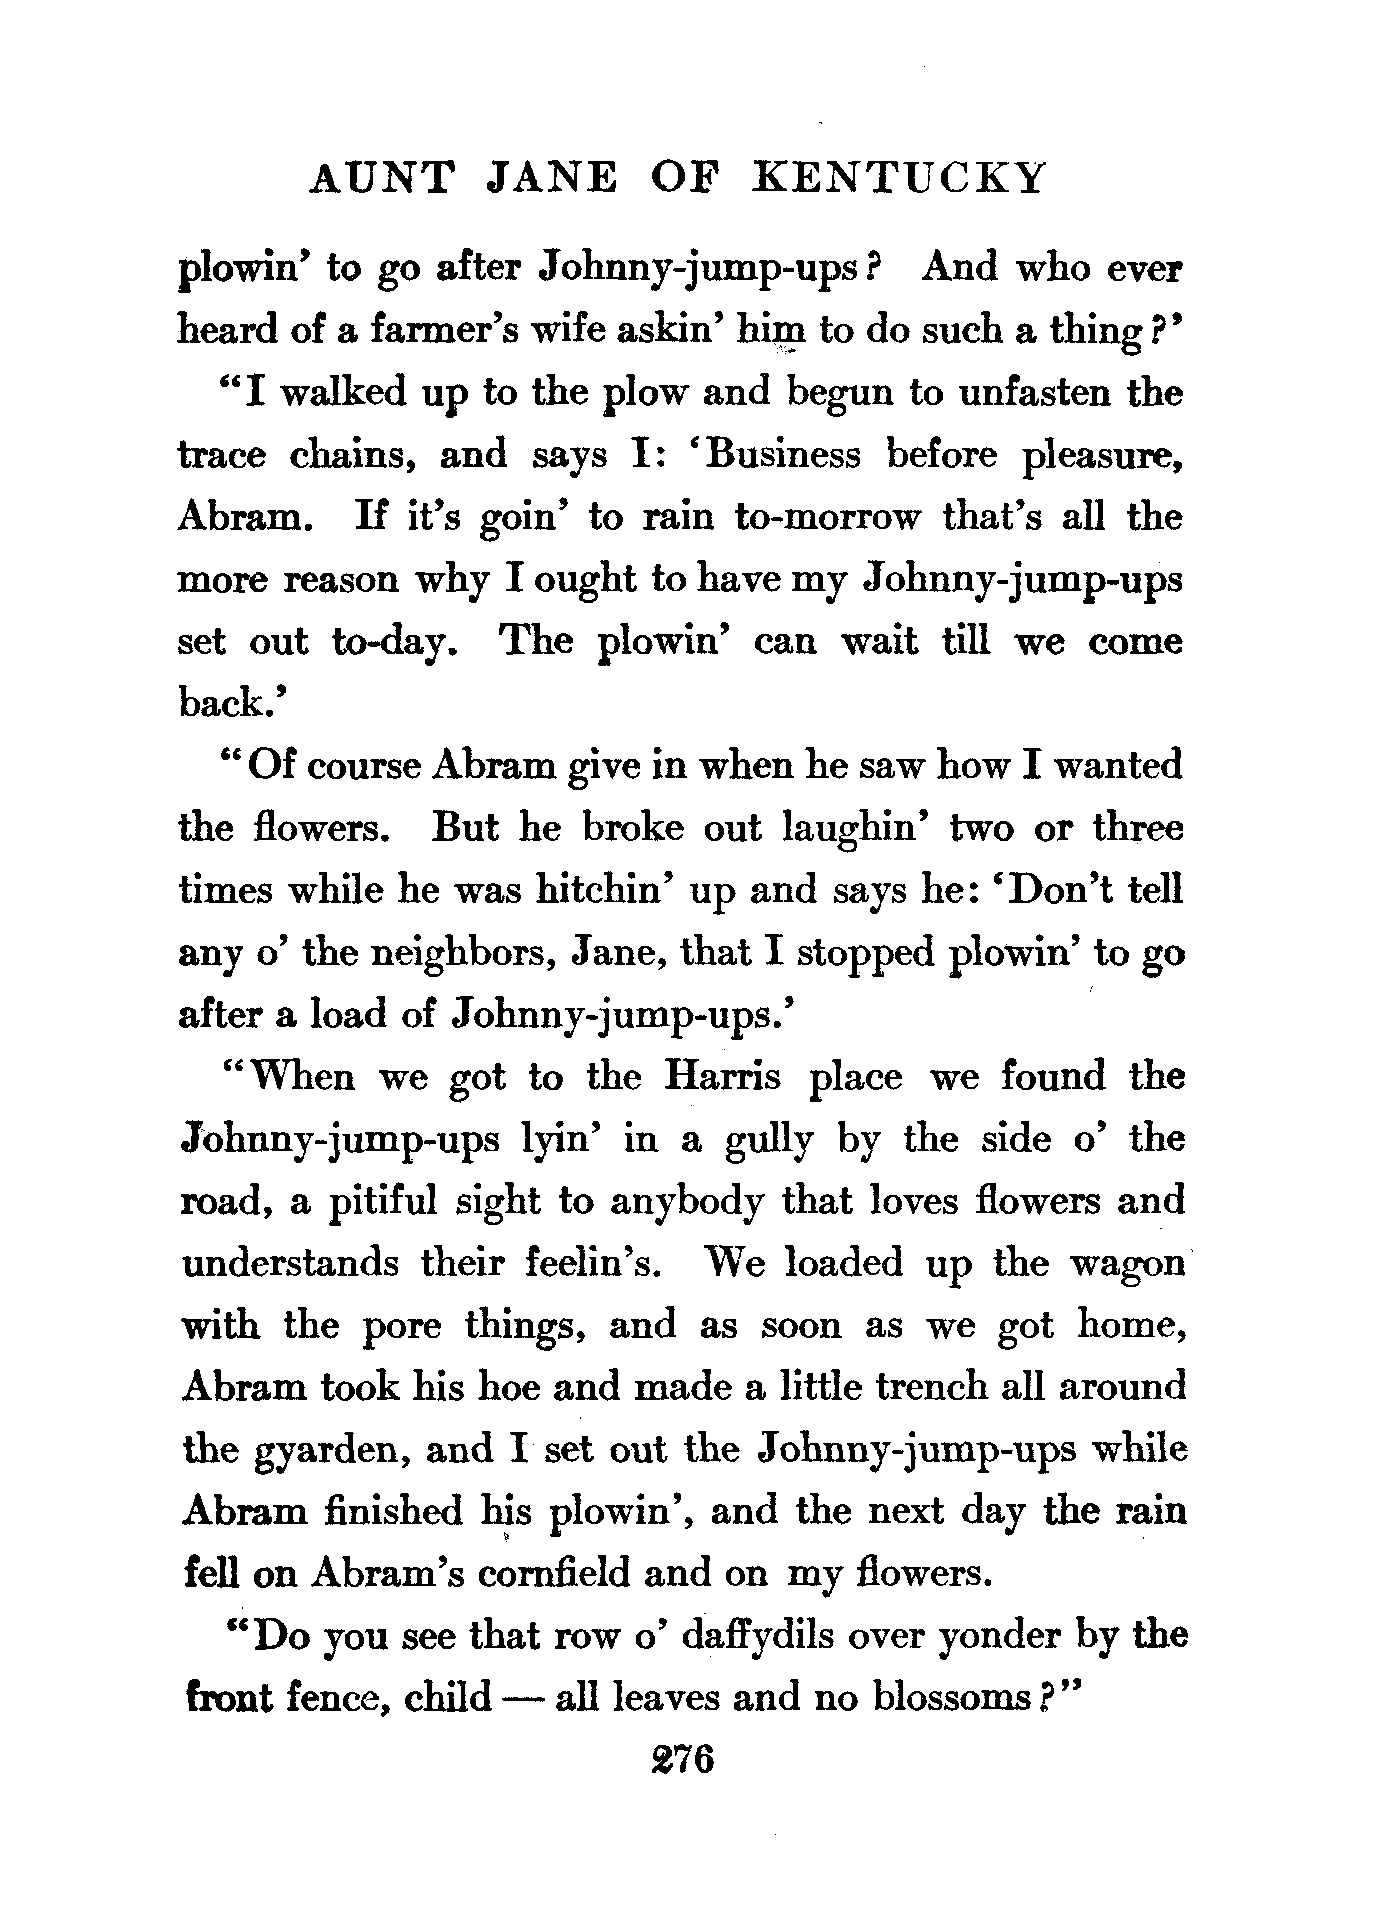 AUNT JANE OF KENTUCKY
plowin' to go after Johnny-jump-ups? And who ever
heard of a farmer's wife askin' him to do such a thing?'
"I walked up to the plow and begun to unfasten the
trace chains, and says I: 'Business before pleasure,
Abram. If it's goin' to rain to-morrow that's all the
more reason why I ought to have my Johnny-jump-ups
set out to-day. The plowin' can wait till we come
back.'
"Of course Abram give in when he saw how I wanted
the flowers. But he broke out laughin' two or three
times while he was hitchin' up and says he: 'Don't tell
any o' the neighbors, Jane, that I stopped plowin' to go
after a load of Johnny-jump-ups.'
"When we got to the Harris place we found the
Johnny-jump-ups lyin' in a gully by the side o' the
road, a pitiful sight to anybody that loves flowers and
understands their feelin's. We loaded up the wagon
with the pore things, and as soon as we got home,
Abram took his hoe and made a little trench all around
the gyarden, and I set out the Johnny-jump-ups while
Abram finished his plowin', and the next day the rain
fell on Abram's cornfield and on my flowers.
"Do you see that row o' daffydils over yonder by the
front fence, child — all leaves and no blossoms?"
276